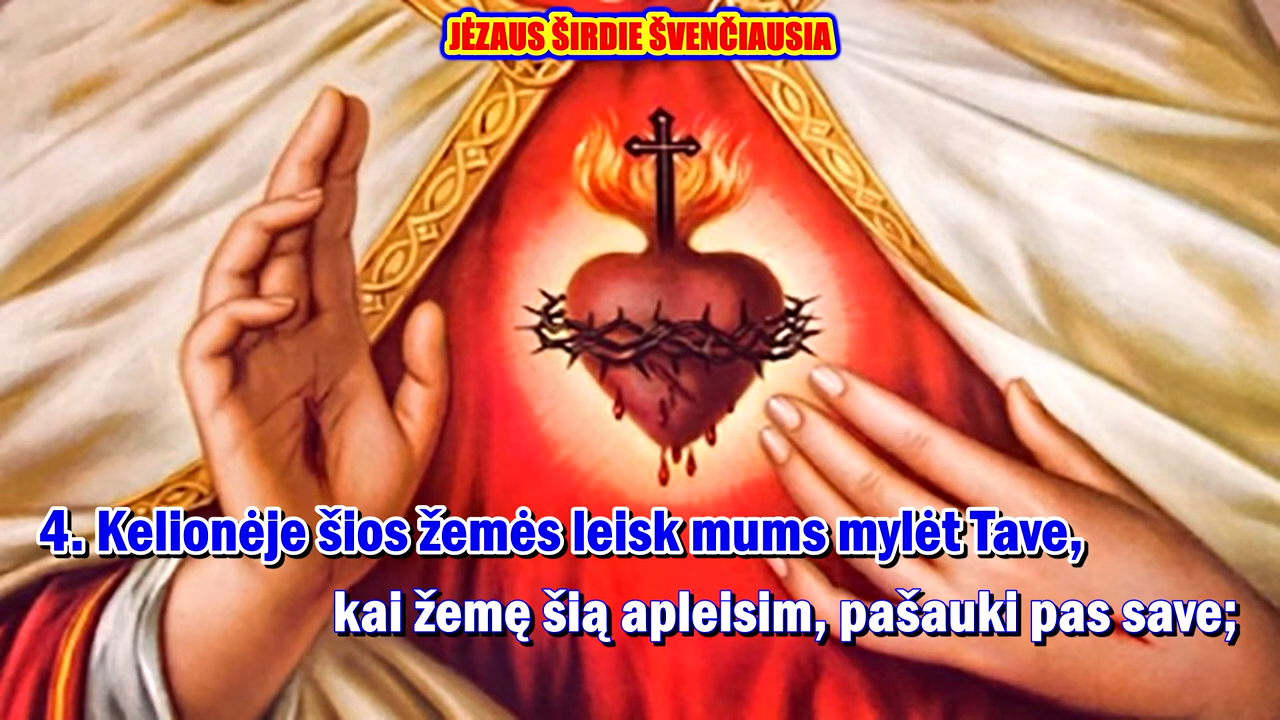 JĖZAUS ŠIRDIE ŠVENČIAUSIA
4. Kelionėje šios žemės leisk mums mylėt Tave,
kai žemę šią apleisim, pašauki pas save;